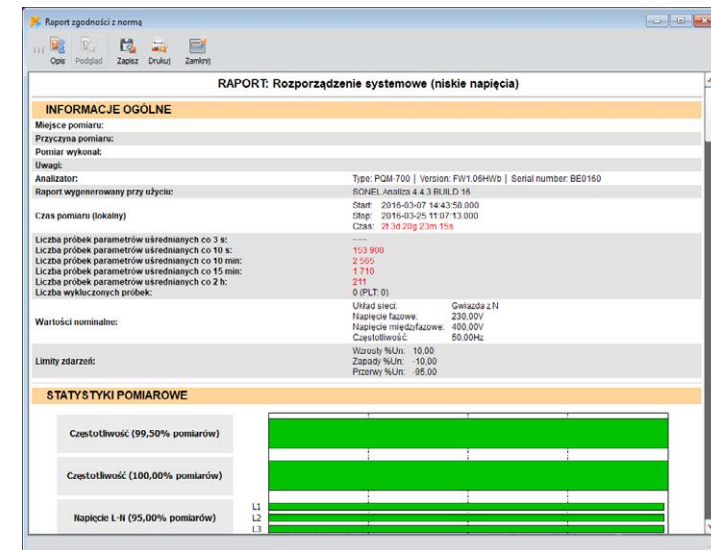 Raport zgodności z normą
Opis Podgląd Zapisz Drukuj Zamknij
RAPORT: Rozporządzenie systemowe (niskie napięcia)
INFORMACJE OGÓLNE
Miejsce pomiaru:
Przyczyna pomiaru:
Pomiar wykonał:
Uwagi:
Analizator: Type: PQM-700 | Version: FW1.06HWb | Serial number: BE0160
Raport wygenerowany przy użyciu: SONEL Analiza 4.4.3 BUILD 16
Czas pomiaru (lokalny) Start: 2016-03-07 14:43:58.000
Stop: 2016-03-25 11:07:13.000
Czas: 2t 3d 20g 23m 15s
Liczba próbek parametrów uśrednianych co 3 s: ----
Liczba próbek parametrów uśrednianych co 10 s: 153 900
Liczba próbek parametrów uśrednianych co 10 min: 2 565
Liczba próbek parametrów uśrednianych co 15 min: 1 710
Liczba próbek parametrów uśrednianych co 2 h: 211
Liczba wykluczonych próbek: 0 (PLT: 0)
Wartości nominalne: Układ sieci: Gwiazda z N
Napięcie fazowe: 230,00V
Napięcie międzyfazowe: 400,00V
Częstotliwość: 50,00Hz
Limity zdarzeń: Wzrosty %Un: 10,00
Zapady %Un: -10,00
Przerwy %Un: -95,00
STATYSTYKI POMIAROWE
Częstotliwość (99,50% pomiarów)
Częstotliwość (100,00% pomiarów)
Napięcie L-N (95,00% pomiarów)
L1
L2
L3